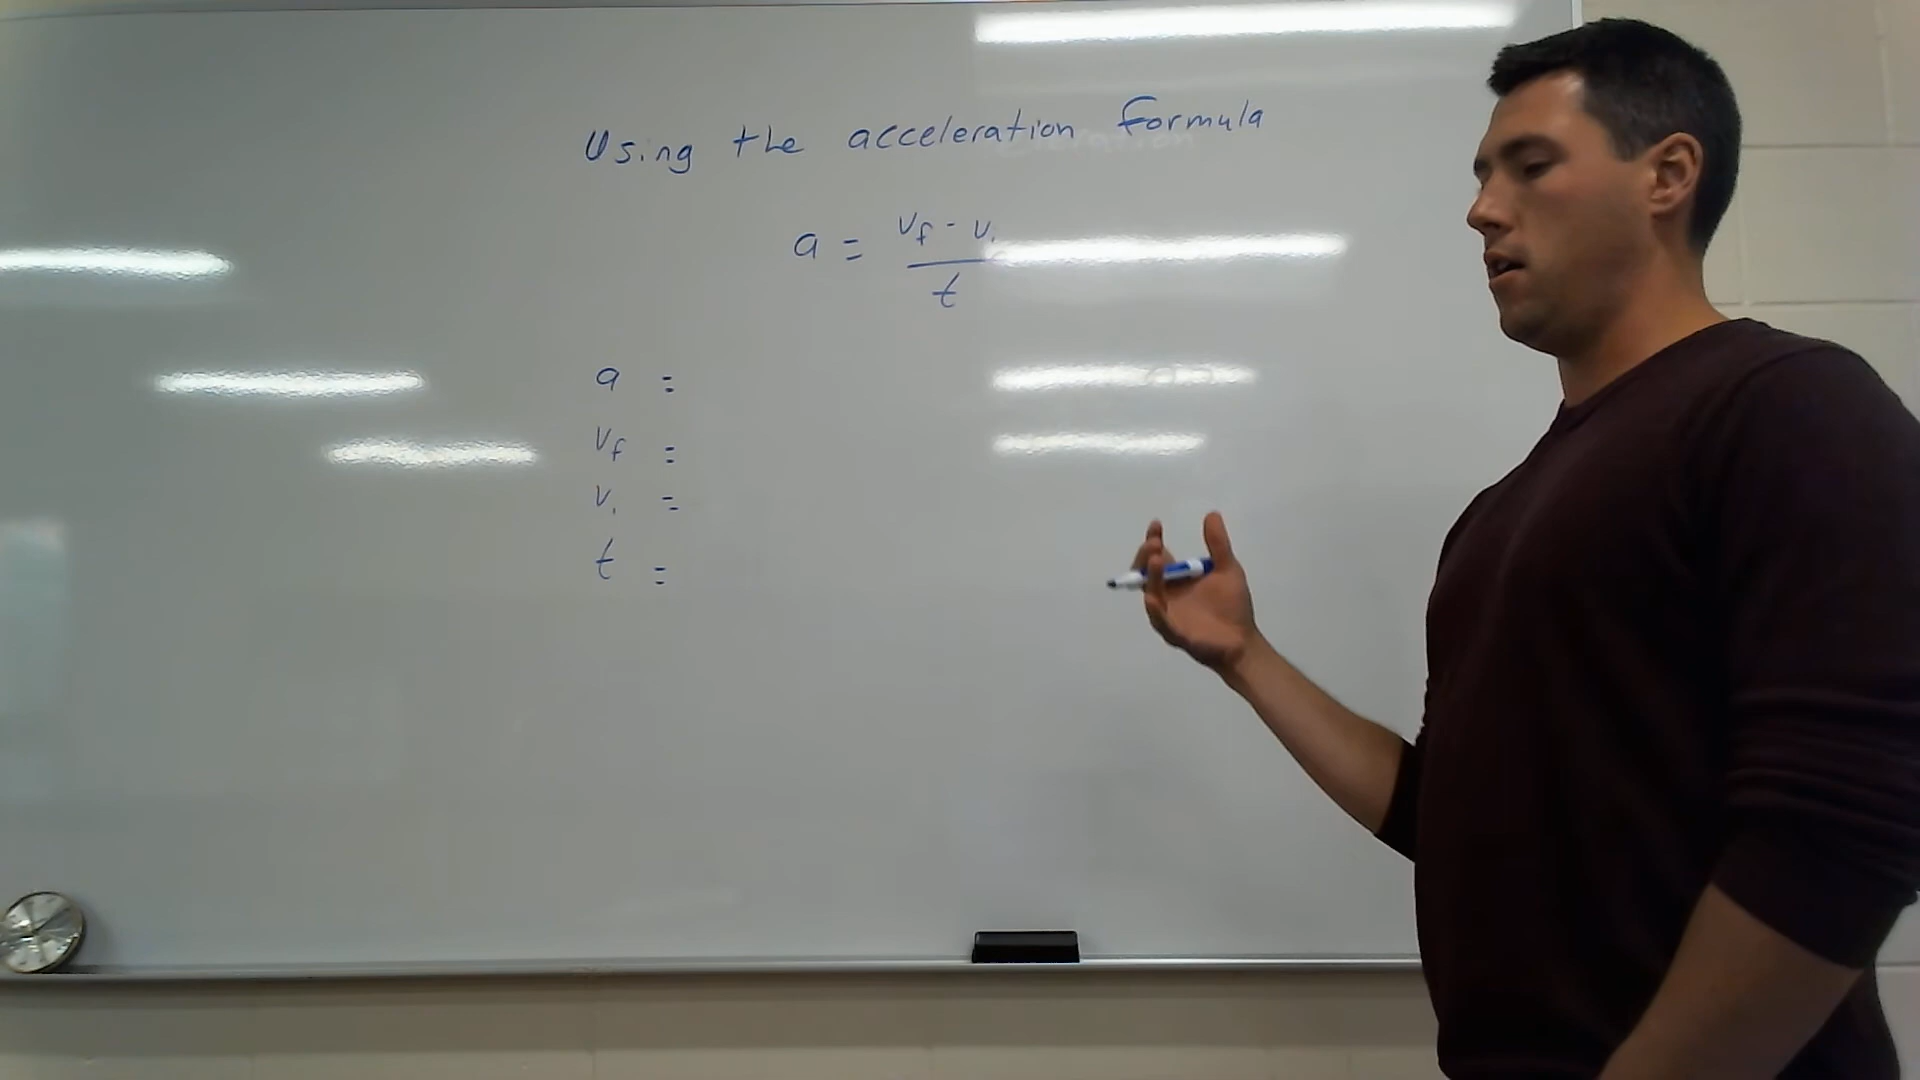 Using the acceleration formula
a = vf - vi
t
a =
vf =
vi =
t =